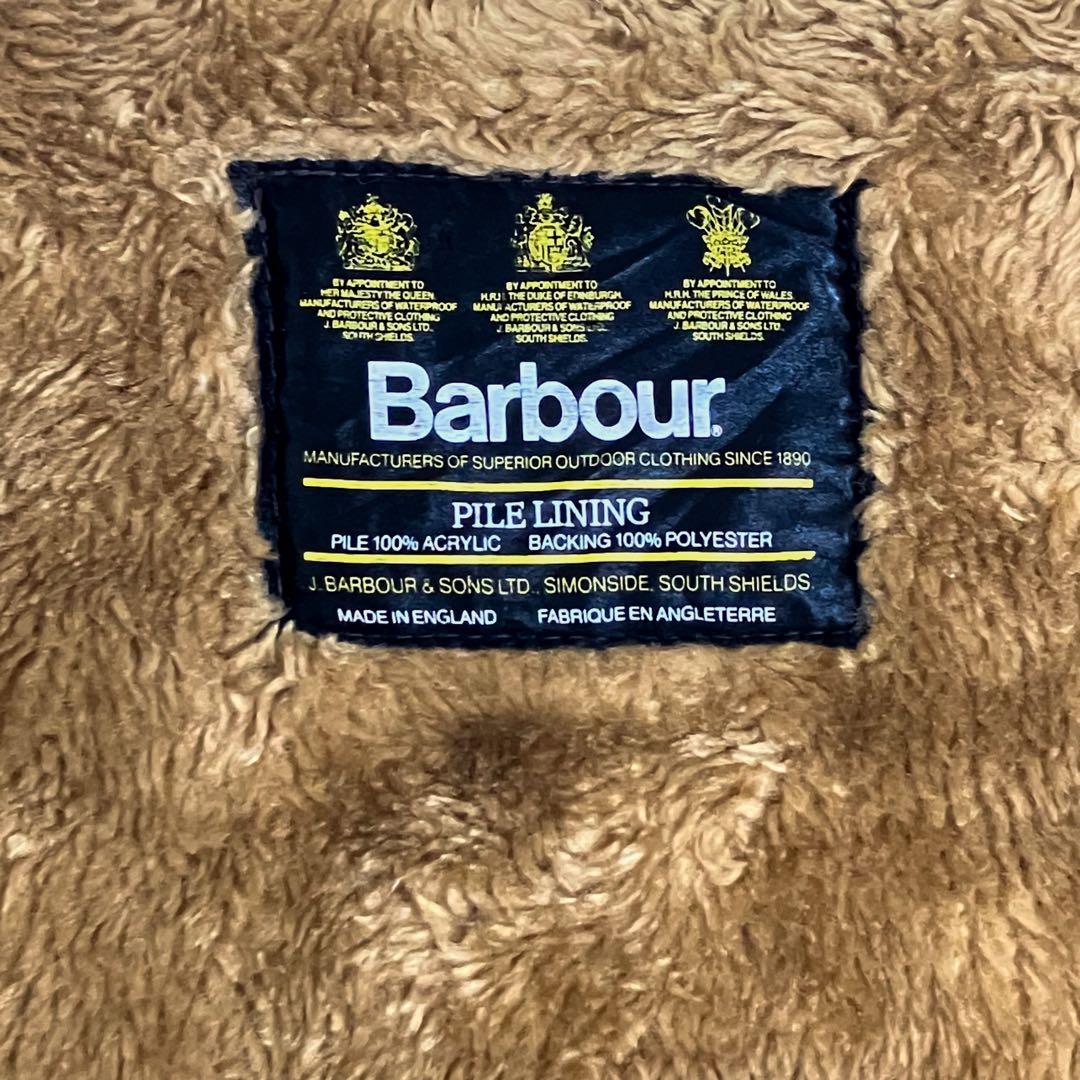 BY APPOINTMENT TO
HER MAJESTY THE QUEEN.
MANUFACTURERS OF WATERPROOF
AND PROTECTIVE CLOTHING
J. BARBOUR & SONS LTD.
SOUTH SHIELDS.
BY APPOINTMENT TO
H.R.H. THE DUKE OF EDINBURGH.
MANUFACTURERS OF WATERPROOF
AND PROTECTIVE CLOTHING
J. BARBOUR & SONS LTD.
SOUTH SHIELDS.
BY APPOINTMENT TO
H.R.H. THE PRINCE OF WALES.
MANUFACTURERS OF WATERPROOF
AND PROTECTIVE CLOTHING
J. BARBOUR & SONS LTD.
SOUTH SHIELDS.
Barbour®
MANUFACTURERS OF SUPERIOR OUTDOOR CLOTHING SINCE 1890
PILE LINING
PILE 100% ACRYLIC BACKING 100% POLYESTER
J. BARBOUR & SONS LTD., SIMONSIDE. SOUTH SHIELDS.
MADE IN ENGLAND FABRIQUE EN ANGLETERRE